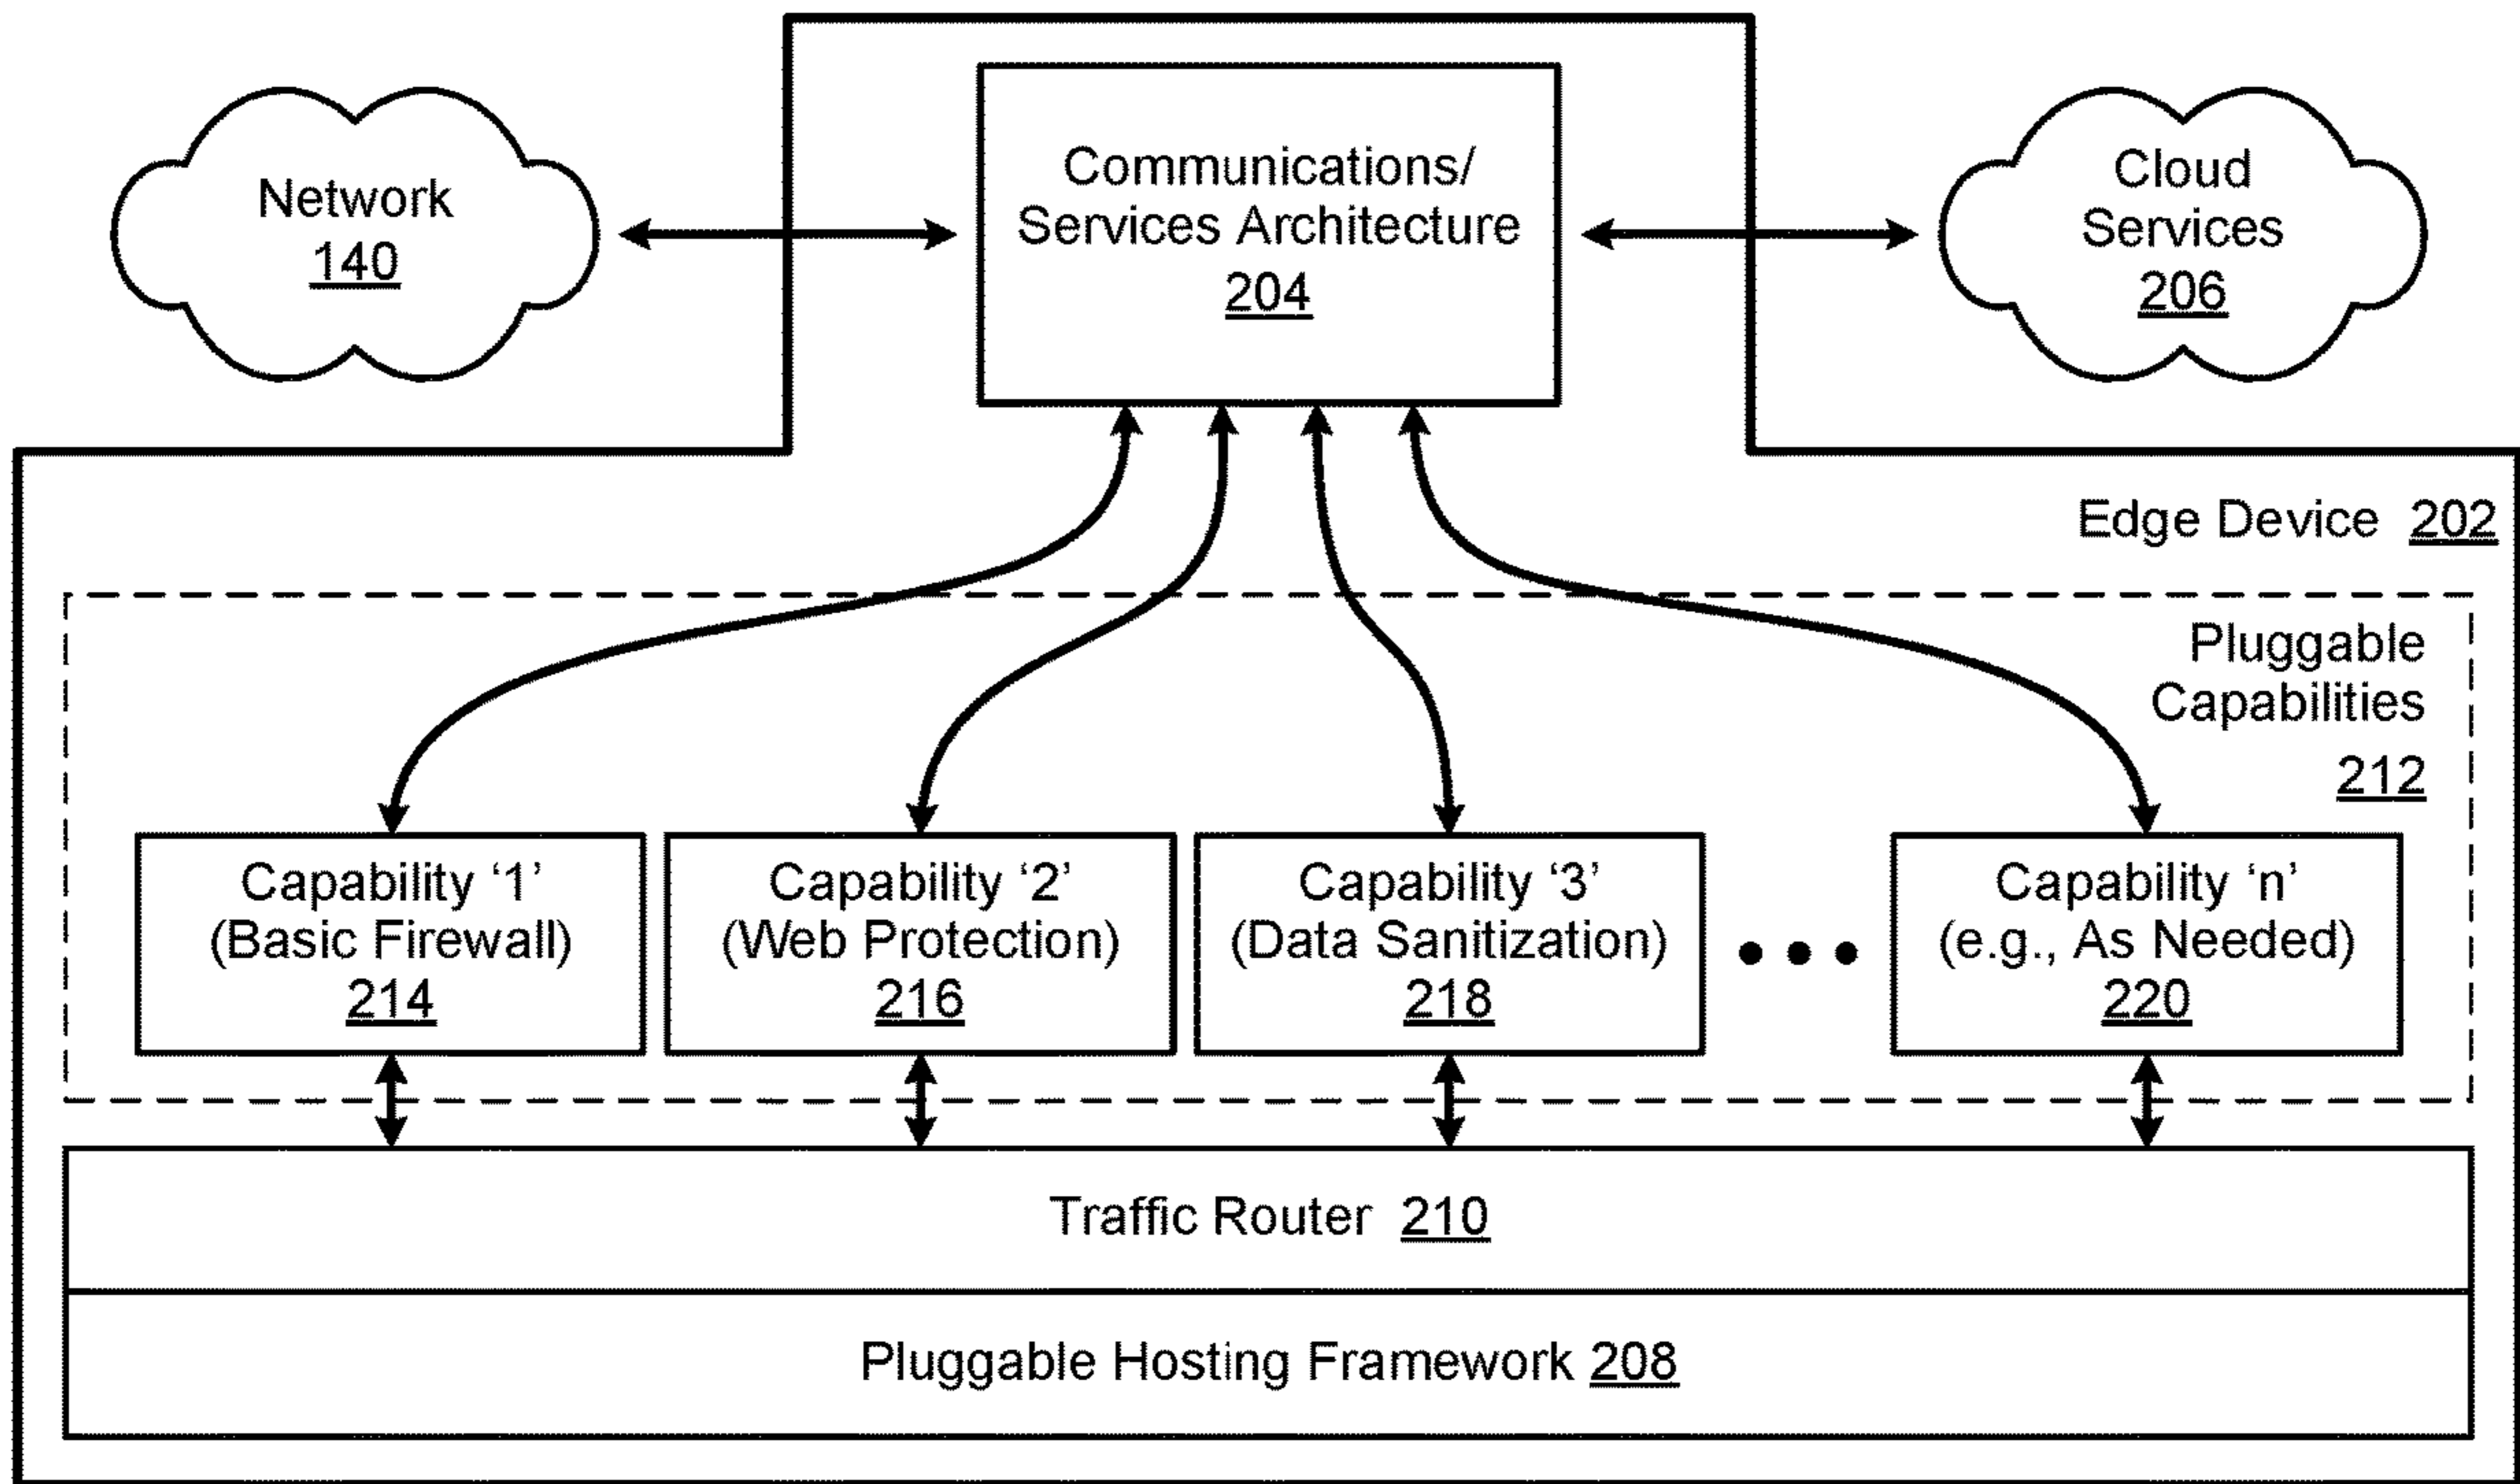 Network
140
Communications/
Services Architecture
204
Cloud
Services
206
Edge Device 202
Pluggable
Capabilities
212
Capability ‘1’
(Basic Firewall)
214
Capability ‘2’
(Web Protection)
216
Capability ‘3’
(Data Sanitization)
218
Capability ‘n’
(e.g., As Needed)
220
Traffic Router 210
Pluggable Hosting Framework 208